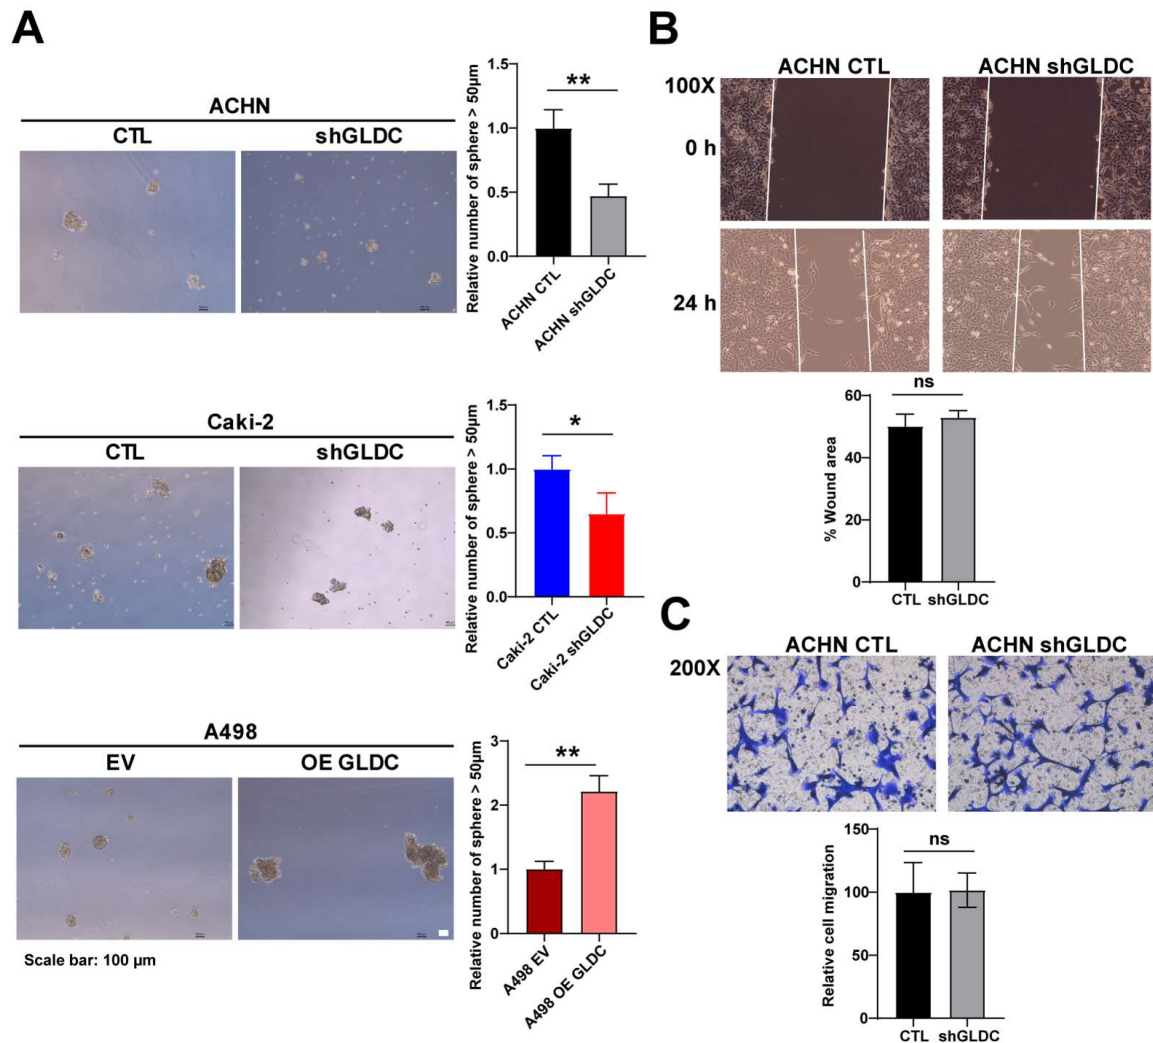 A
ACHN
CTL shGLDC
Relative number of sphere > 50µm
1.5
1.0
0.5
0.0
**
ACHN CTL
ACHN shGLDC
Caki-2
CTL shGLDC
Relative number of sphere > 50µm
1.5
1.0
0.5
0.0
*
Caki-2 CTL
Caki-2 shGLDC
A498
EV OE GLDC
Scale bar: 100 µm
Relative number of sphere > 50µm
3
2
1
0
**
A498 EV
A498 OE GLDC
B
ACHN CTL ACHN shGLDC
100X
0 h
24 h
% Wound area
60
40
20
0
ns
CTL shGLDC
C
ACHN CTL ACHN shGLDC
200X
Relative cell migration
150
100
50
0
ns
CTL shGLDC